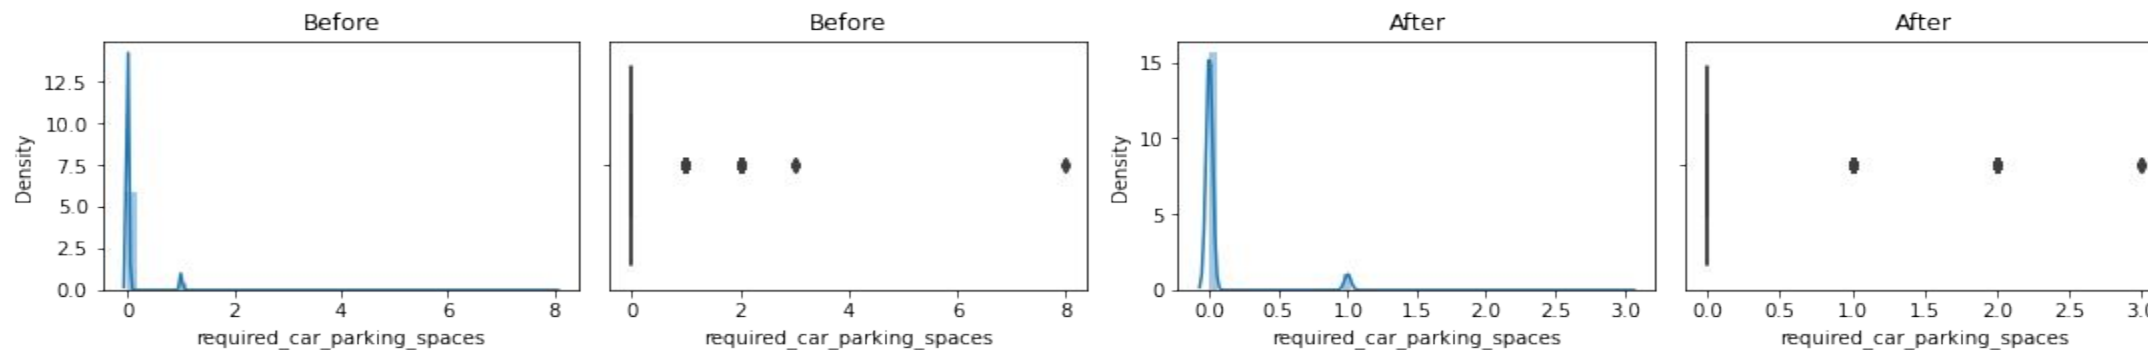 Before
Before
After
After
Density
12.5
10.0
7.5
5.0
2.5
0.0
0 2 4 6 8
required_car_parking_spaces
0 2 4 6 8
required_car_parking_spaces
Density
15
10
5
0
0.0 0.5 1.0 1.5 2.0 2.5 3.0
required_car_parking_spaces
0.0 0.5 1.0 1.5 2.0 2.5
required_car_parking_spaces